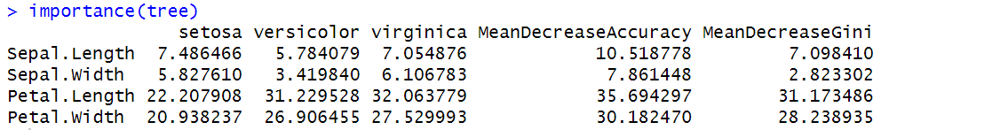 > importance(tree)
setosa versicolor virginica MeanDecreaseAccuracy MeanDecreaseGini
Sepal.Length 7.486466 5.784079 7.054876 10.518778 7.098410
Sepal.Width 5.827610 3.419840 6.106783 7.861448 2.823302
Petal.Length 22.207908 31.229528 32.063779 35.694297 31.173486
Petal.Width 20.938237 26.906455 27.529993 30.182470 28.238935